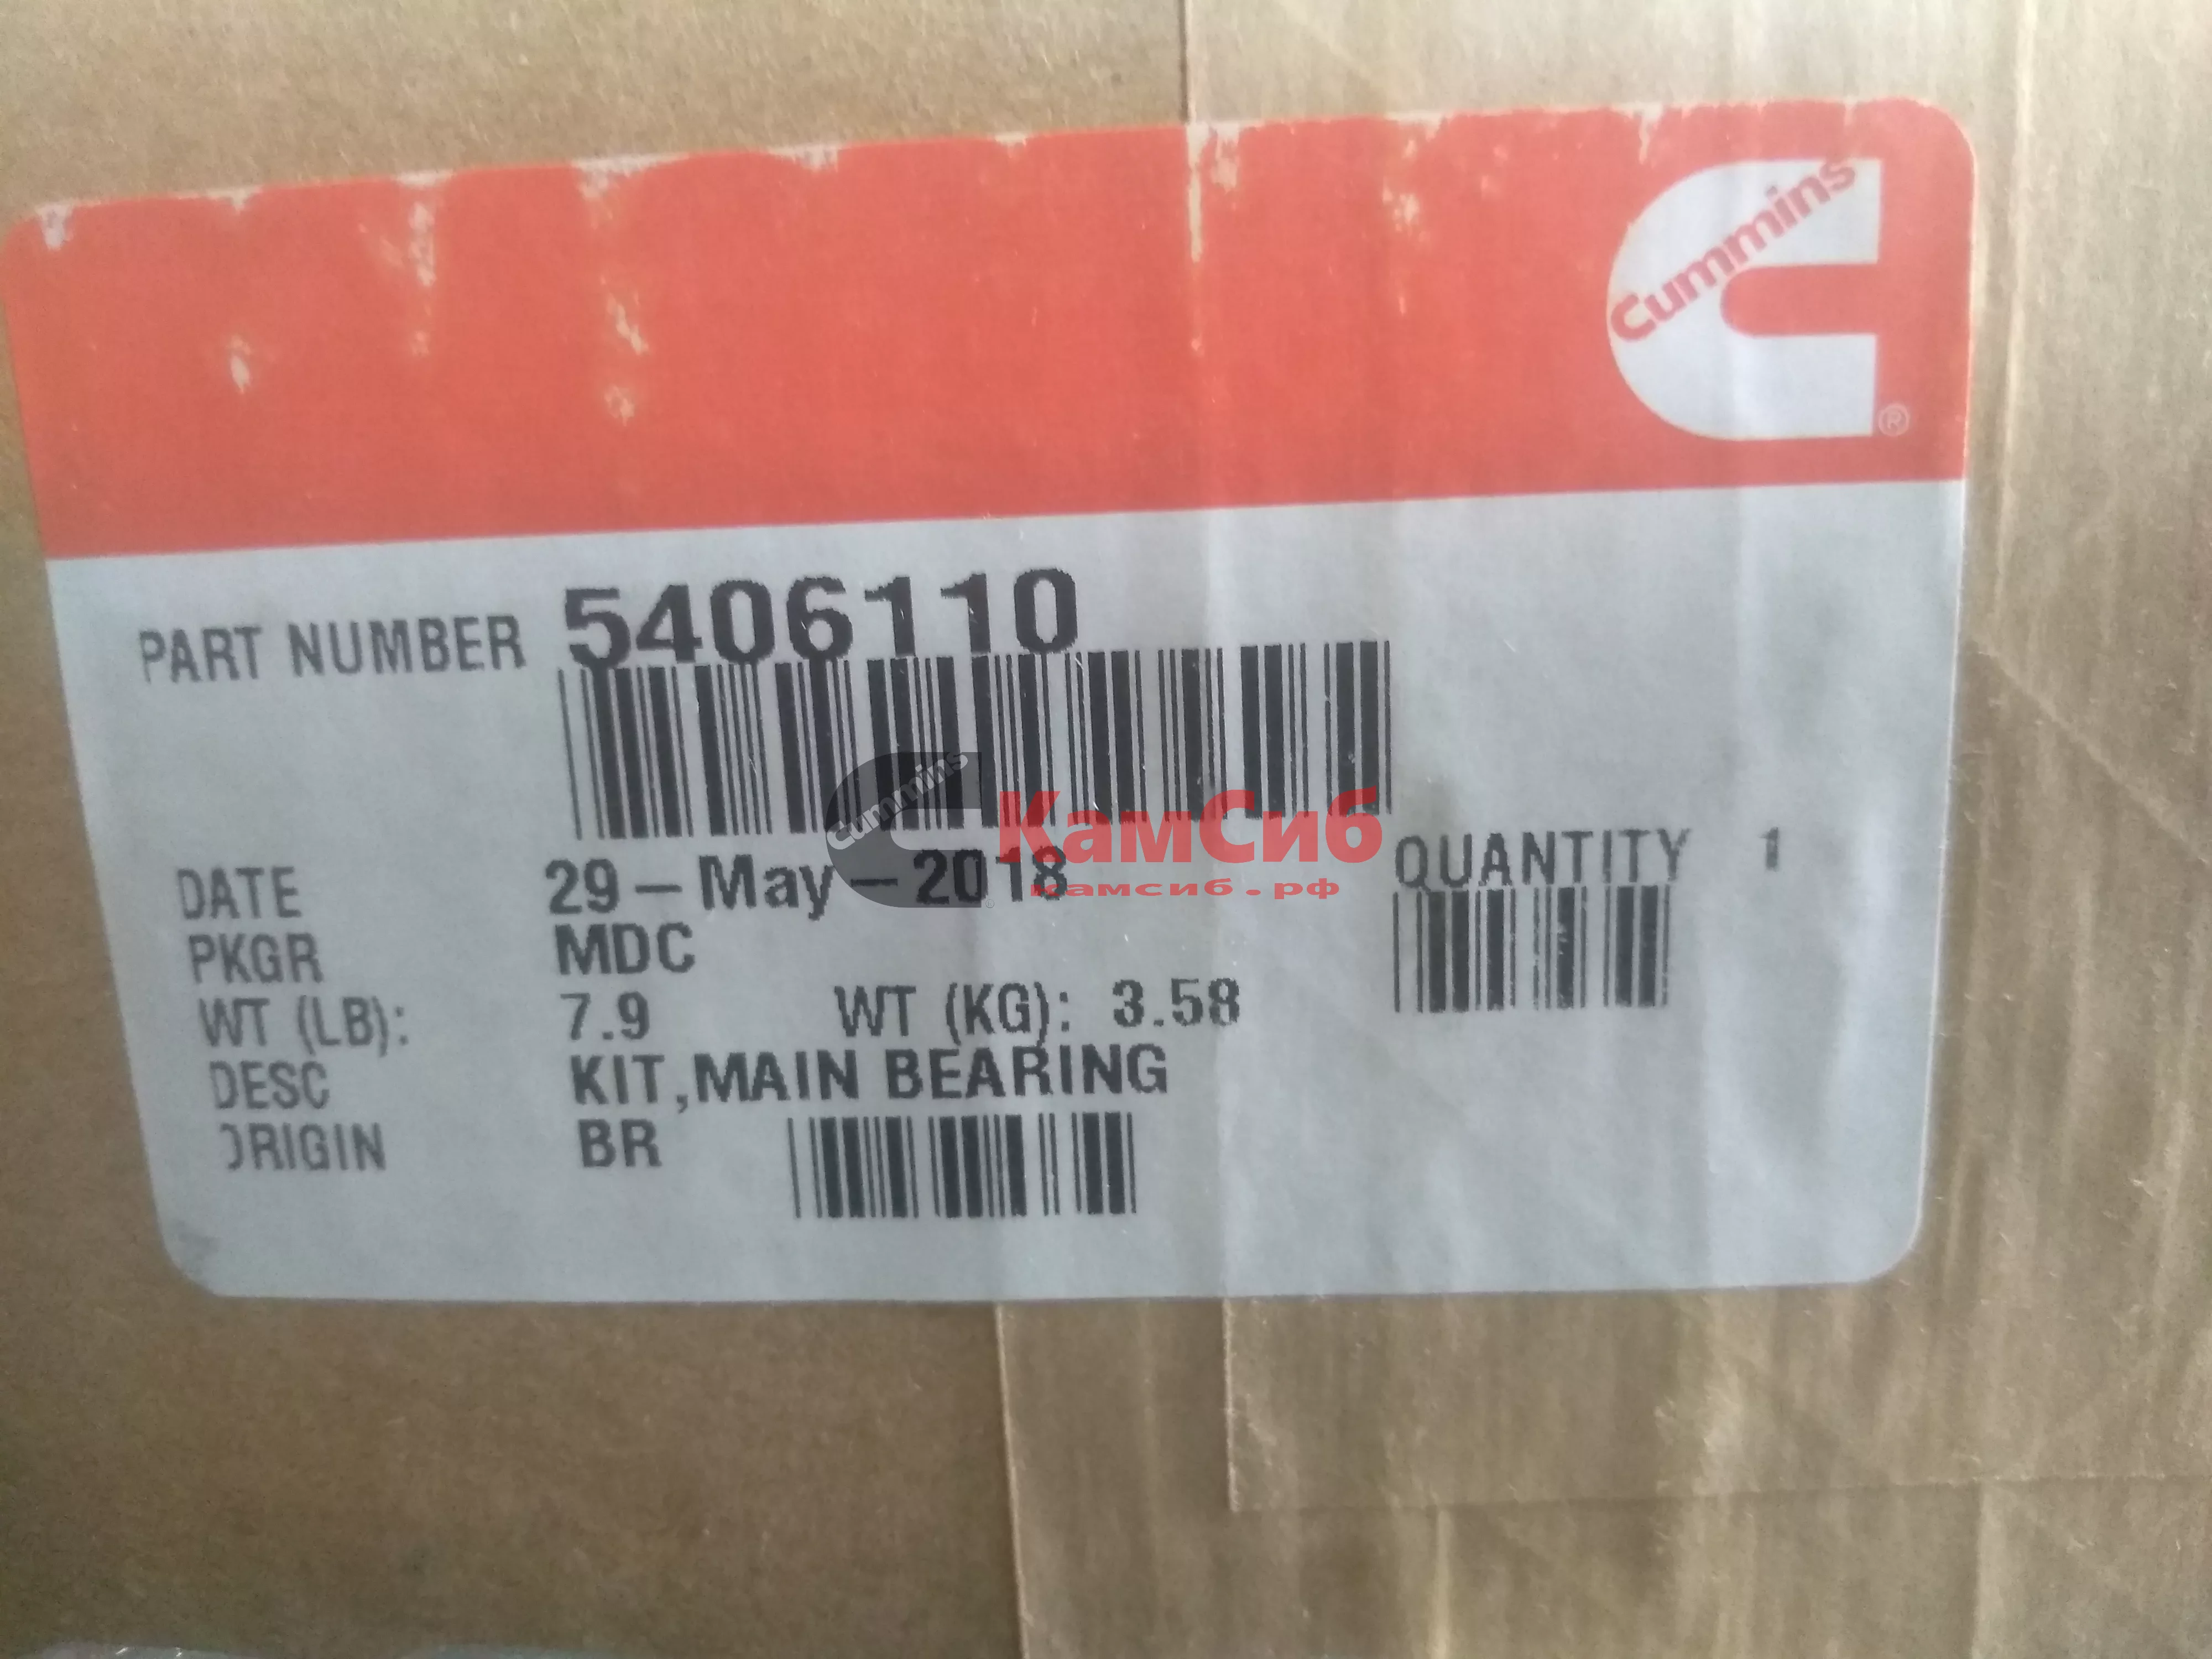 Cummins
®
PART NUMBER 5406110
Cummins
КамСиб
камсиб.рф
QUANTITY 1
DATE 29-May-2018
PKGR MDC
WT (LB): 7.9 WT (KG): 3.58
DESC KIT,MAIN BEARING
ORIGIN BR